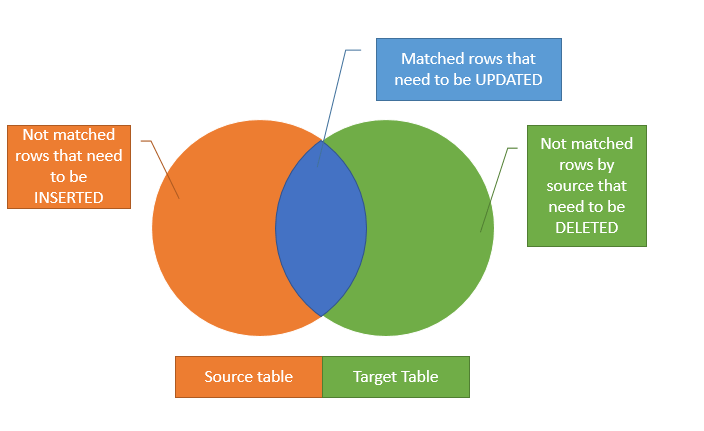 Matched rows that
need to be UPDATED
Not matched
rows that need
to be
INSERTED
Not matched
rows by
source that
need to be
DELETED
Source table
Target Table